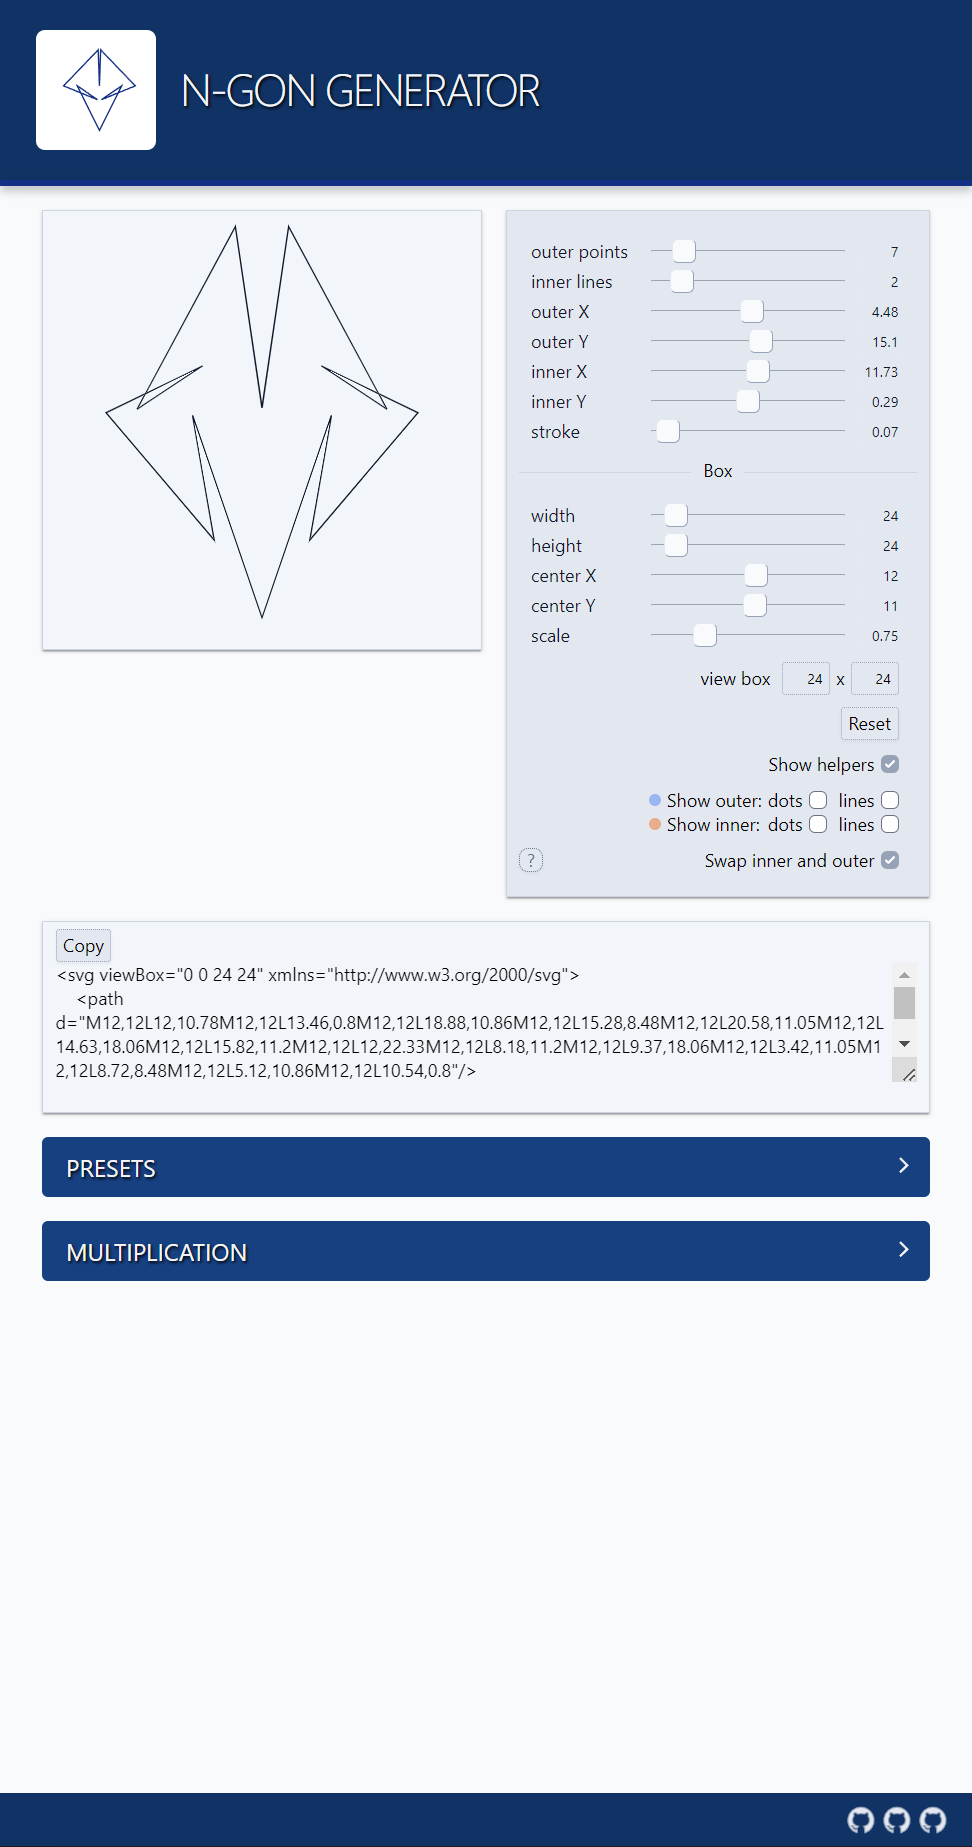 N-GON GENERATOR
outer points 7
inner lines 2
outer X 4.48
outer Y 15.1
inner X 11.73
inner Y 0.29
stroke 0.07
Box
width 24
height 24
center X 12
center Y 11
scale 0.75
view box 24 x 24
Reset
Show helpers
Show outer: dots lines
Show inner: dots lines
? Swap inner and outer
Copy
<svg viewBox="0 0 24 24" xmlns="http://www.w3.org/2000/svg">
<path
d="M12,12L12,10.78M12,12L13.46,0.8M12,12L18.88,10.86M12,12L15.28,8.48M12,12L20.58,11.05M12,12L
14.63,18.06M12,12L15.82,11.2M12,12L12,22.33M12,12L8.18,11.2M12,12L9.37,18.06M12,12L3.42,11.05M1
2,12L8.72,8.48M12,12L5.12,10.86M12,12L10.54,0.8"/>
PRESETS
MULTIPLICATION